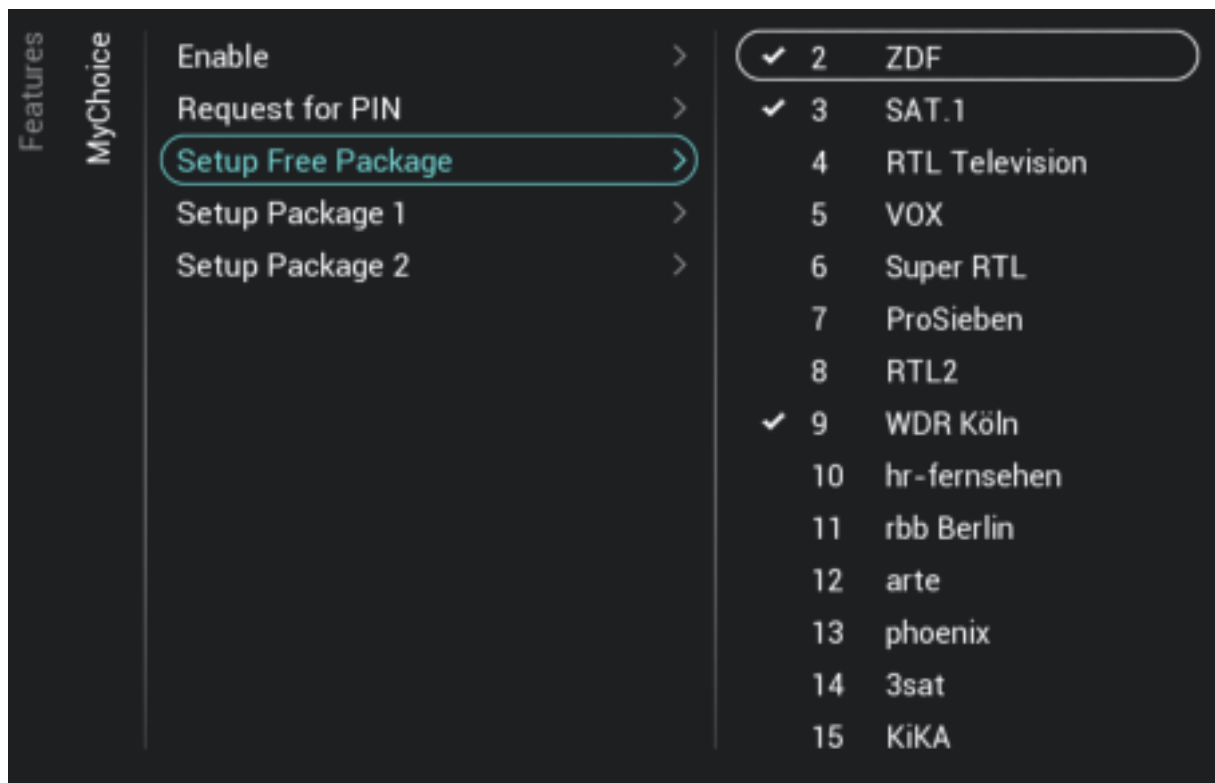 Features
MyChoice
Enable
Request for PIN
Setup Free Package
Setup Package 1
Setup Package 2
2 ZDF
3 SAT.1
4 RTL Television
5 VOX
6 Super RTL
7 ProSieben
8 RTL2
9 WDR Köln
10 hr-fernsehen
11 rbb Berlin
12 arte
13 phoenix
14 3sat
15 KiKA